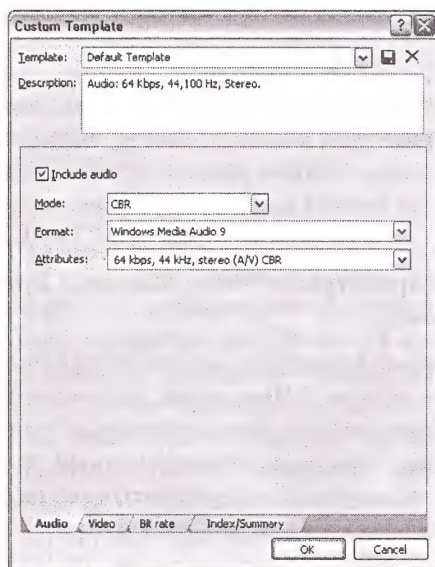 Custom Template
Template: Default Template
Description: Audio: 64 Kbps, 44,100 Hz, Stereo.
Include audio
Mode: CBR
Format: Windows Media Audio 9
Attributes: 64 kbps, 44 kHz, stereo (A/V) CBR
Audio Video Bit rate Index/Summary
OK Cancel